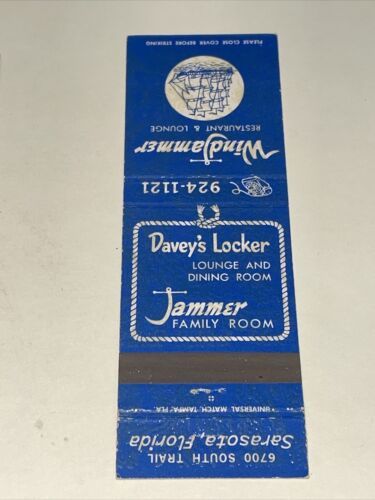 PLEASE CLOSE COVER BEFORE STRIKING
WindJammer
RESTAURANT & LOUNGE
924-1121
Davey's Locker
LOUNGE AND
DINING ROOM
Jammer
FAMILY ROOM
UNIVERSAL MATCH, TAMPA, FLA.
6700 SOUTH TRAIL
Sarasota, Florida